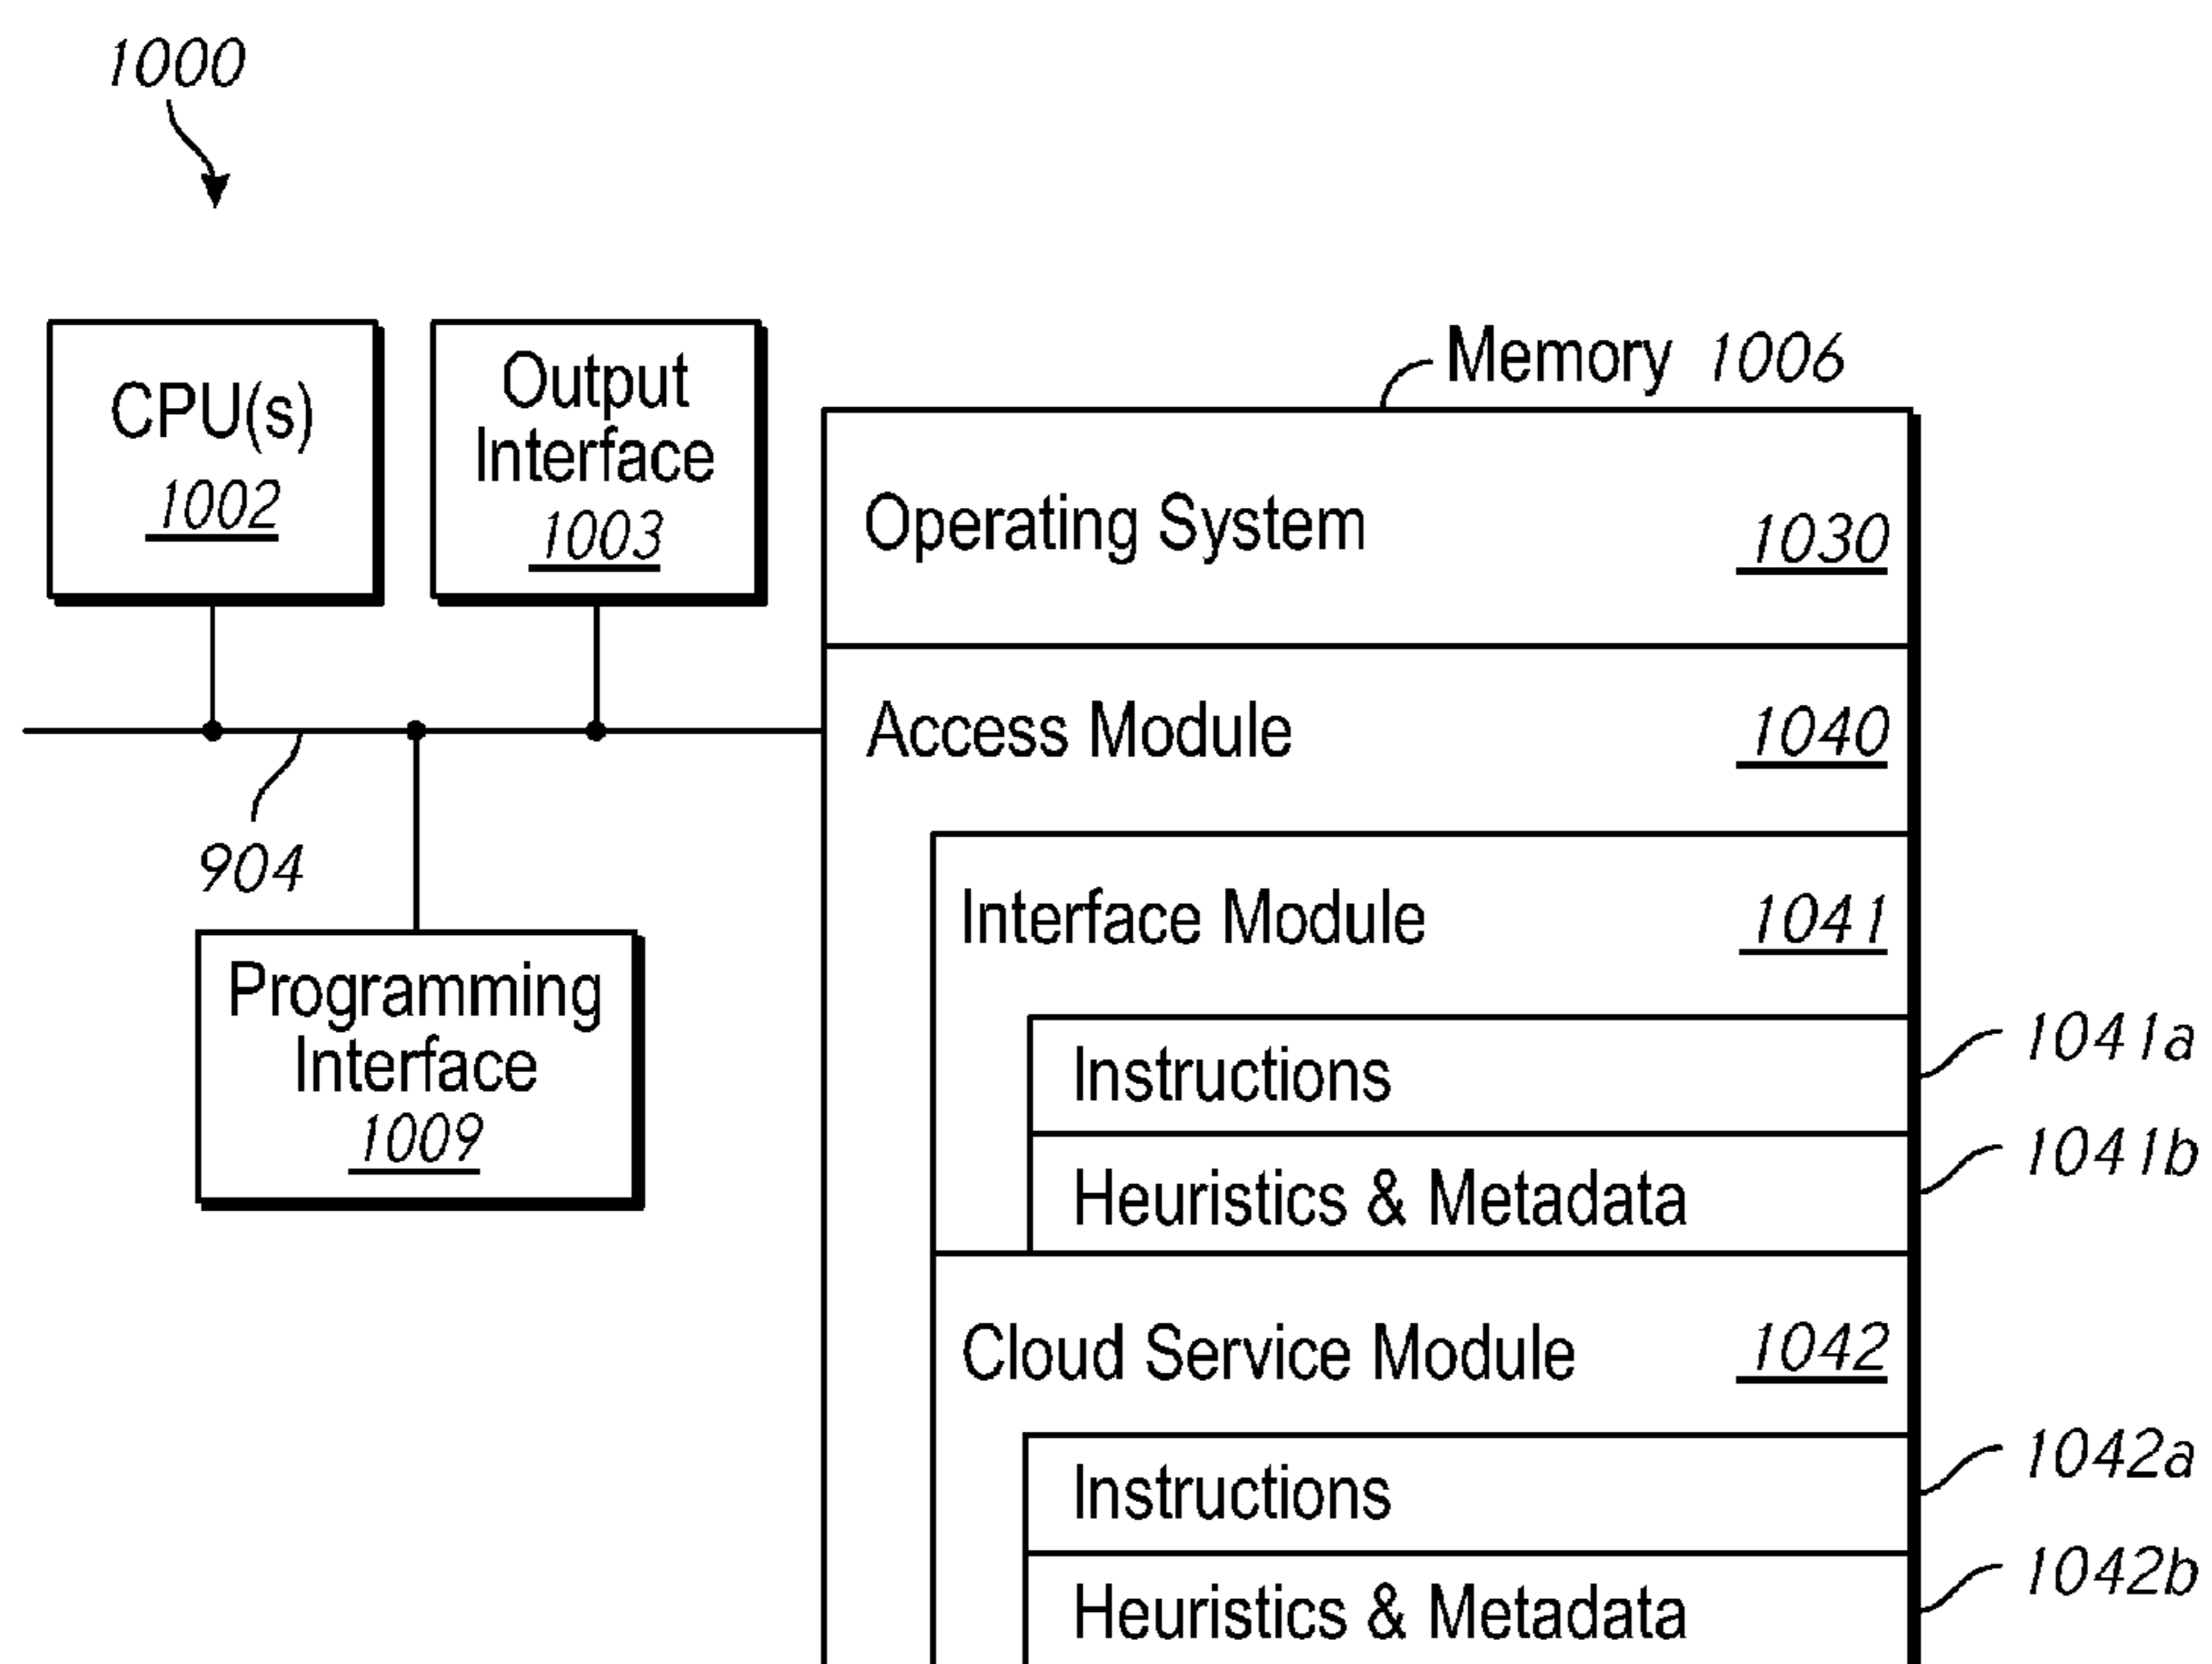 1000
CPU(s)
1002
Output
Interface
1003
Memory 1006
Operating System 1030
Access Module 1040
904
Programming
Interface
1009
Interface Module 1041
Instructions 1041a
Heuristics & Metadata 1041b
Cloud Service Module 1042
Instructions 1042a
Heuristics & Metadata 1042b